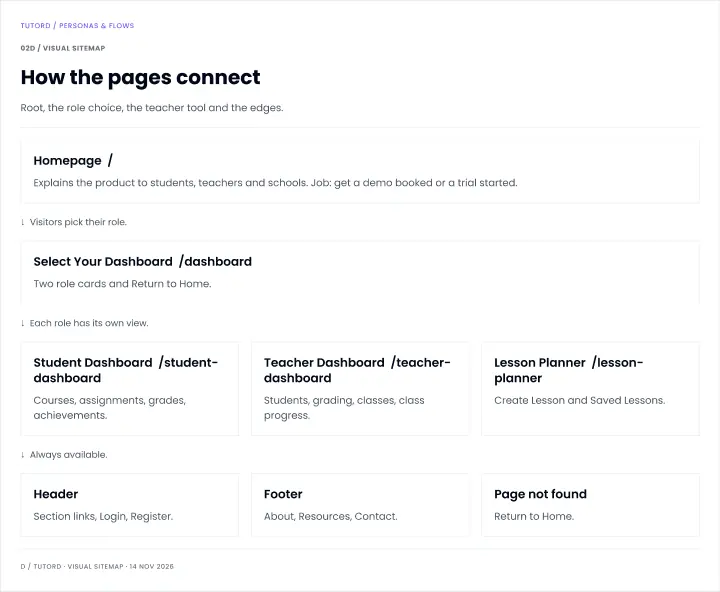 TUTORD / PERSONAS & FLOWS
02D / VISUAL SITEMAP
How the pages connect
Root, the role choice, the teacher tool and the edges.
Homepage /
Explains the product to students, teachers and schools. Job: get a demo booked or a trial started.
↓ Visitors pick their role.
Select Your Dashboard /dashboard
Two role cards and Return to Home.
↓ Each role has its own view.
Student Dashboard /student-
dashboard
Courses, assignments, grades,
achievements.
Teacher Dashboard /teacher-
dashboard
Students, grading, classes, class
progress.
Lesson Planner /lesson-
planner
Create Lesson and Saved Lessons.
↓ Always available.
Header
Section links, Login, Register.
Footer
About, Resources, Contact.
Page not found
Return to Home.
D / TUTORD · VISUAL SITEMAP · 14 NOV 2026